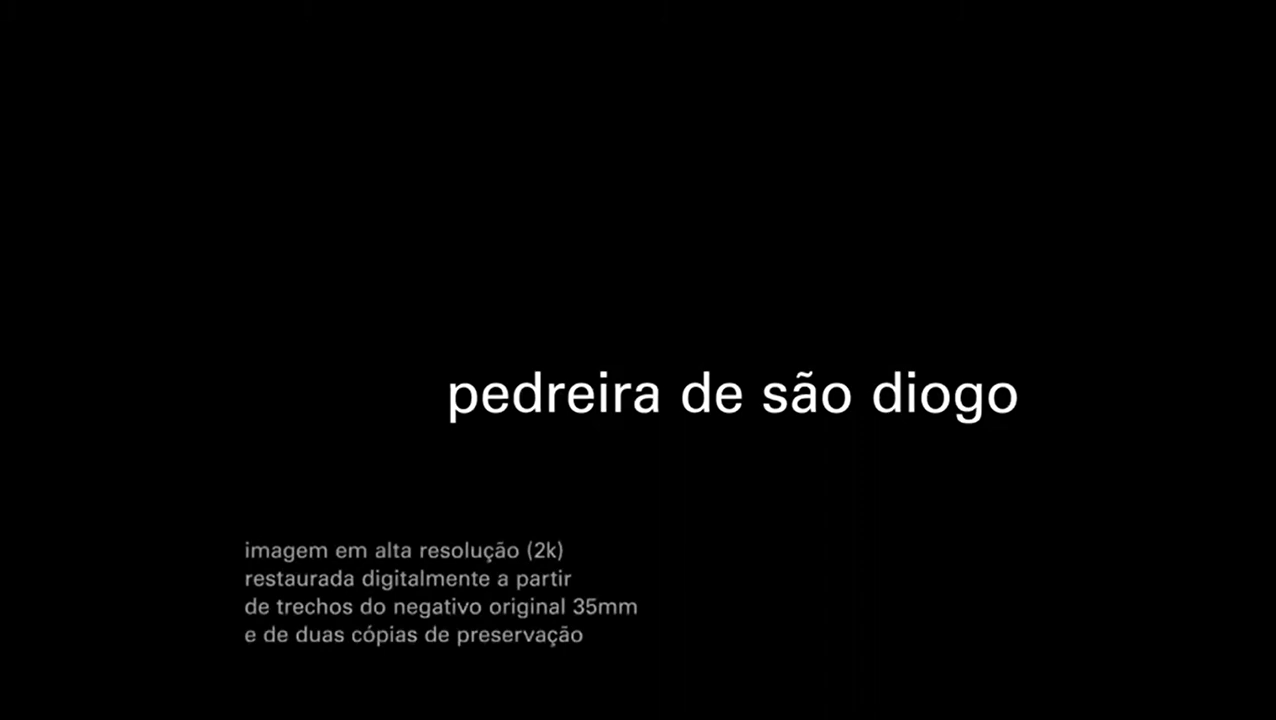 pedreira de são diogo
imagem em alta resolução (2k)
restaurada digitalmente a partir
de trechos do negativo original 35mm
e de duas cópias de preservação